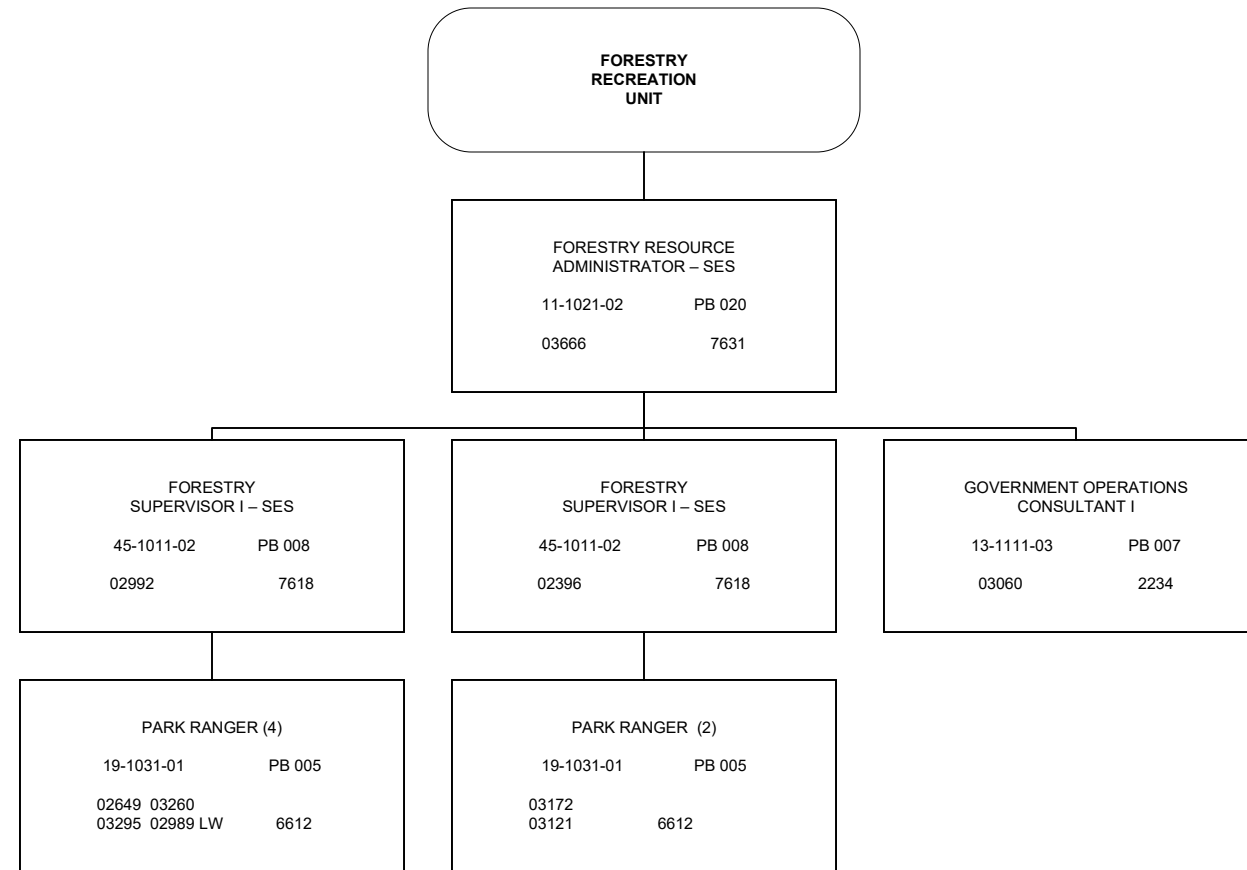 FORESTRY
RECREATION
UNIT
FORESTRY RESOURCE
ADMINISTRATOR – SES
11-1021-02 PB 020
03666 7631
FORESTRY
SUPERVISOR I – SES
45-1011-02 PB 008
02992 7618
FORESTRY
SUPERVISOR I – SES
45-1011-02 PB 008
02396 7618
GOVERNMENT OPERATIONS
CONSULTANT I
13-1111-03 PB 007
03060 2234
PARK RANGER (4)
19-1031-01 PB 005
02649 03260
03295 02989 LW 6612
PARK RANGER (2)
19-1031-01 PB 005
03172
03121 6612